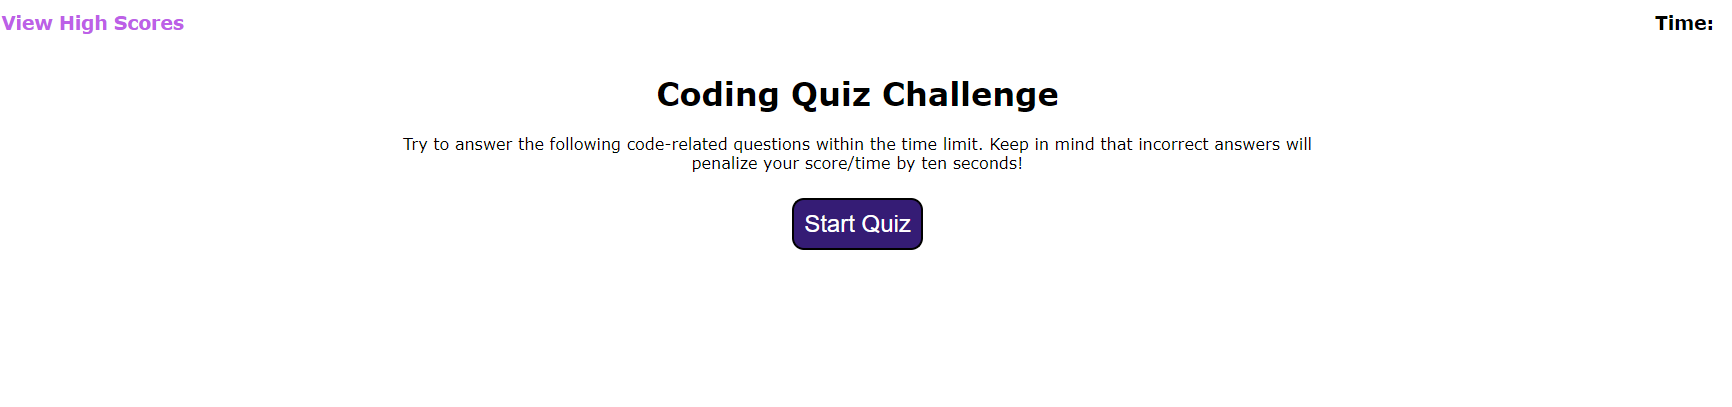 View High Scores
Time:
Coding Quiz Challenge
Try to answer the following code-related questions within the time limit. Keep in mind that incorrect answers will
penalize your score/time by ten seconds!
Start Quiz